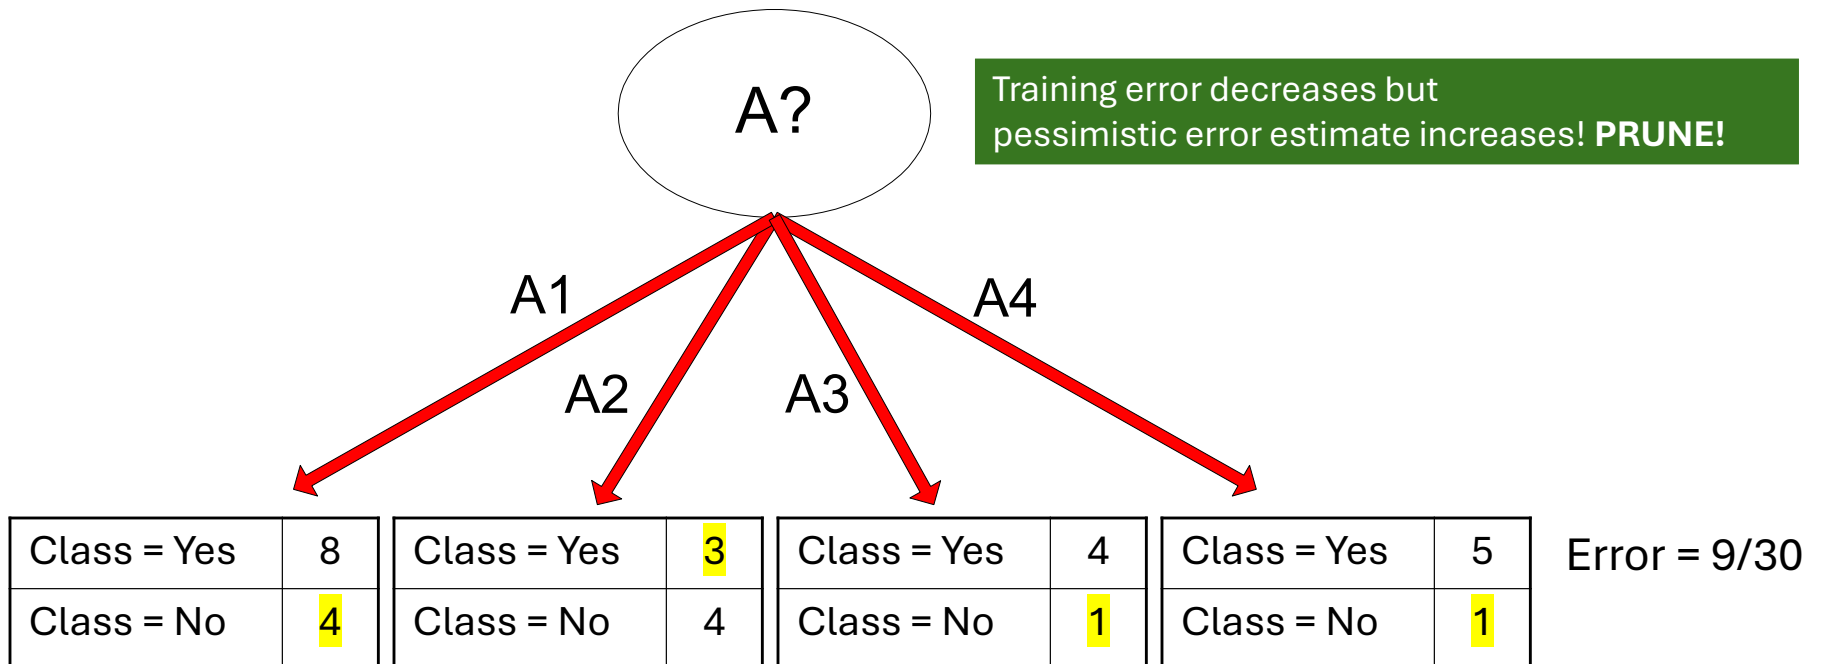 A?
Training error decreases but
pessimistic error estimate increases! PRUNE!
A1
A4
A2
A3
Class = Yes 8 Class = Yes 3 Class = Yes 4 Class = Yes 5 Error = 9/30
Class = No 4 Class = No 4 Class = No 1 Class = No 1